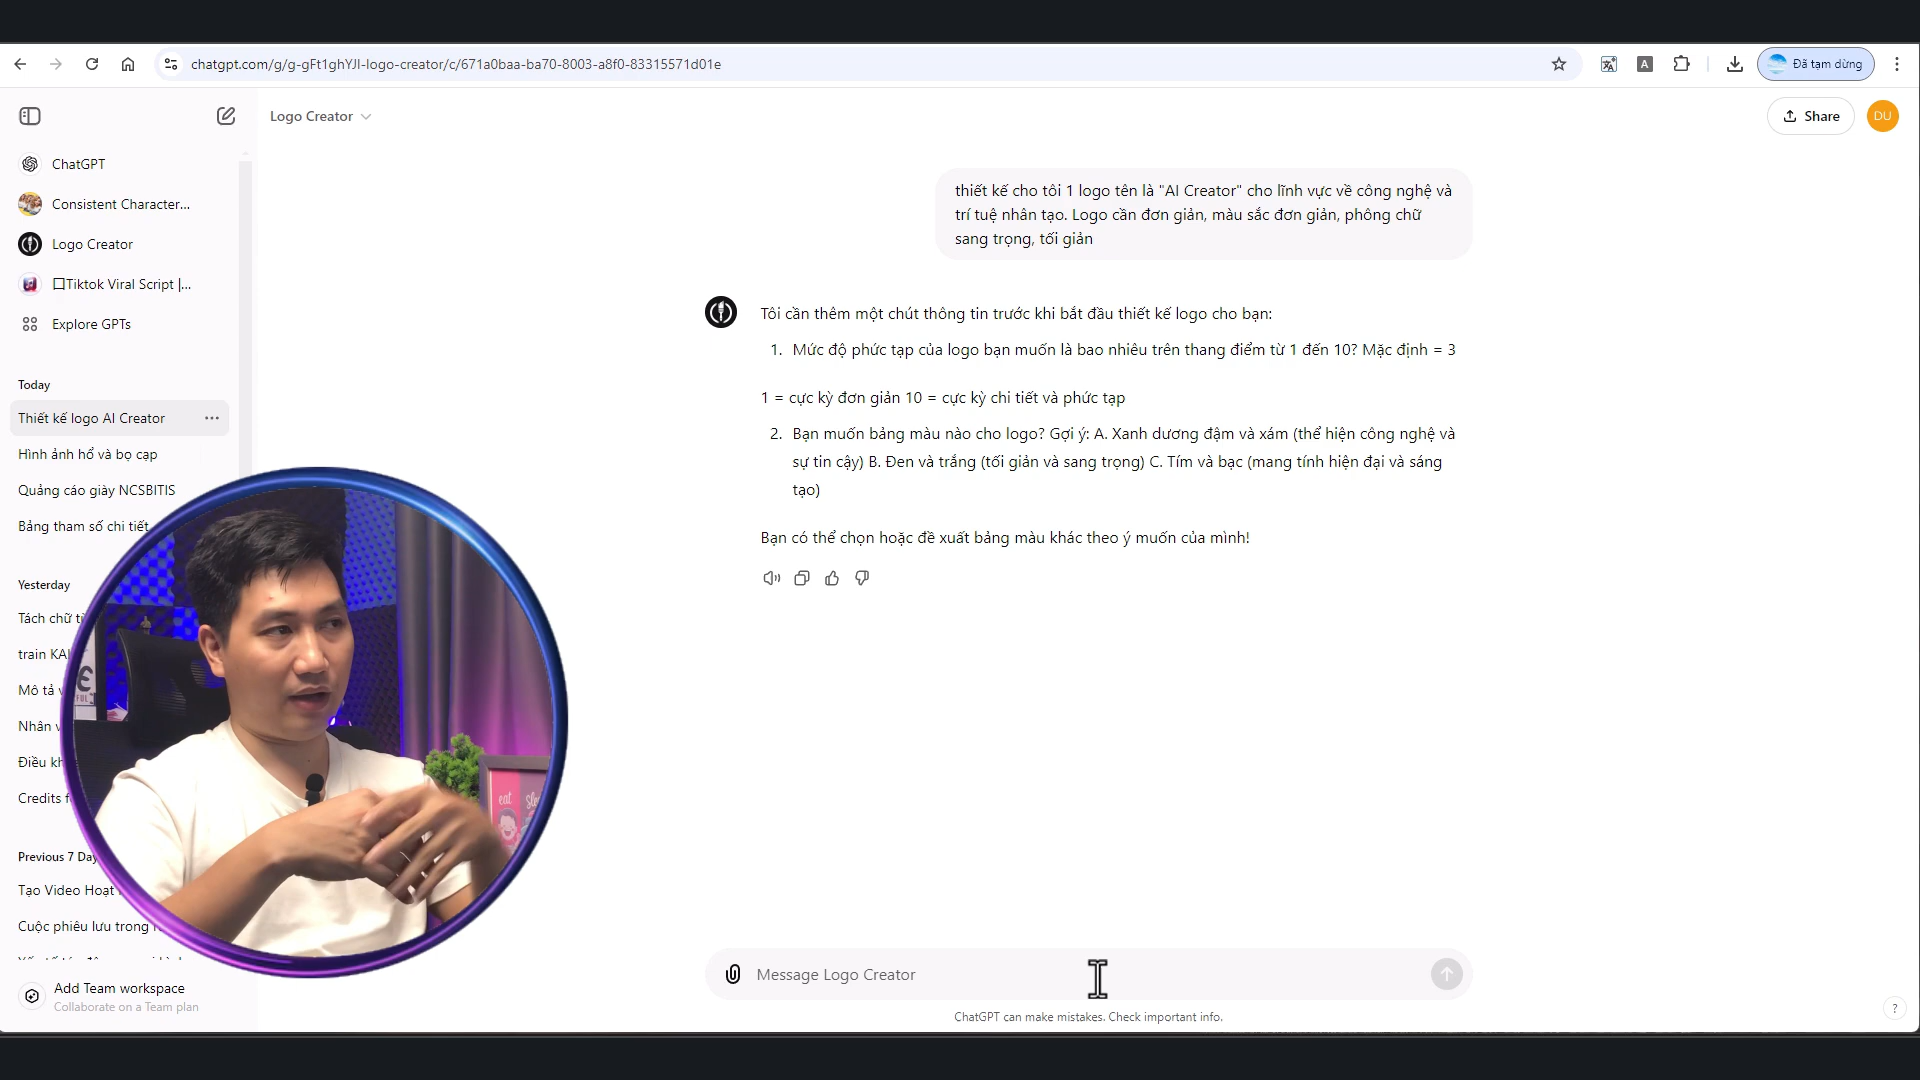 chatgpt.com/g/g-gFt1ghYJl-logo-creator/c/671a0baa-ba70-8003-a8f0-83315571d01e
A
Đã tạm dừng
Logo Creator
Share
DU
ChatGPT
Consistent Character...
Logo Creator
口Tiktok Viral Script |...
Explore GPTs
Today
Thiết kế logo AI Creator
Hình ảnh hổ và bọ cạp
Quảng cáo giày NCSBITIS
Bảng tham số chi tiết
Yesterday
Tách chữ
train
Mô tả
Nhân
Điều
Credits
Previous 7 Day
Tạo Video Hoạt
Cuộc phiêu lưu trong
Add Team workspace
Collaborate on a Team plan
thiết kế cho tôi 1 logo tên là "AI Creator" cho lĩnh vực về công nghệ và
trí tuệ nhân tạo. Logo cần đơn giản, màu sắc đơn giản, phông chữ
sang trọng, tối giản
Tôi cần thêm một chút thông tin trước khi bắt đầu thiết kế logo cho bạn:
1. Mức độ phức tạp của logo bạn muốn là bao nhiêu trên thang điểm từ 1 đến 10? Mặc định = 3
1 = cực kỳ đơn giản 10 = cực kỳ chi tiết và phức tạp
2. Bạn muốn bảng màu nào cho logo? Gợi ý: A. Xanh dương đậm và xám (thể hiện công nghệ và
sự tin cậy) B. Đen và trắng (tối giản và sang trọng) C. Tím và bạc (mang tính hiện đại và sáng
tạo)
Bạn có thể chọn hoặc đề xuất bảng màu khác theo ý muốn của mình!
eat
Message Logo Creator
ChatGPT can make mistakes. Check important info.
?